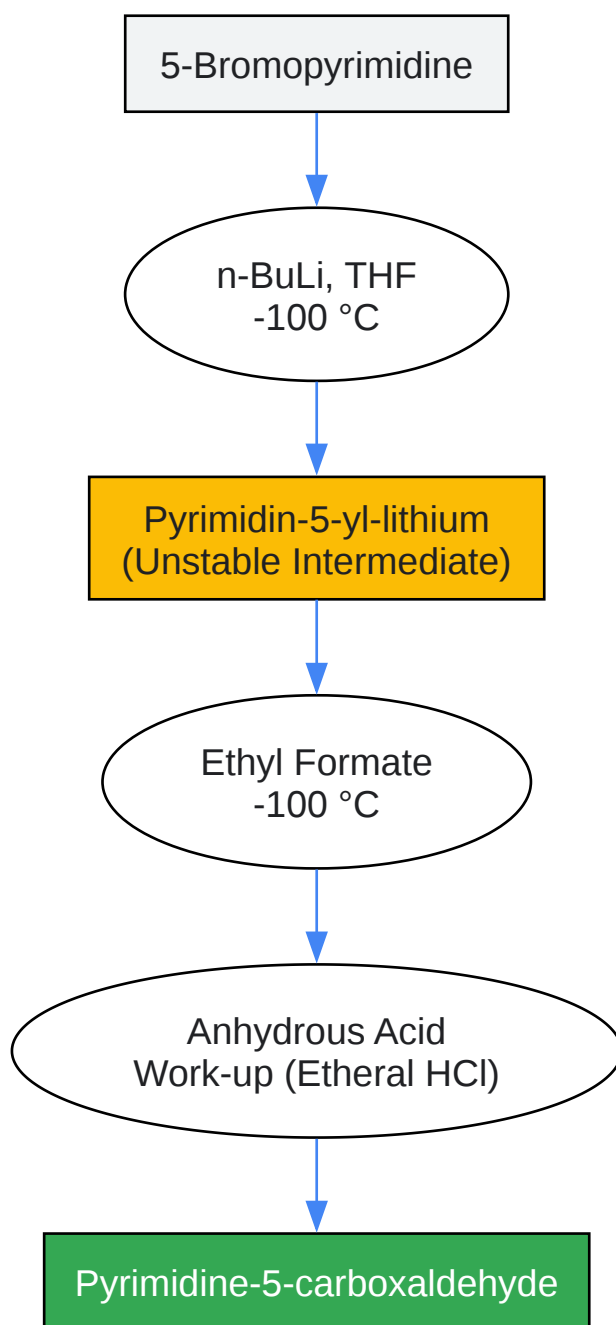 5-Bromopyrimidine
n-BuLi, THF
-100 °C
Pyrimidin-5-yl-lithium
(Unstable Intermediate)
Ethyl Formate
-100 °C
Anhydrous Acid
Work-up (Etheral HCl)
Pyrimidine-5-carboxaldehyde